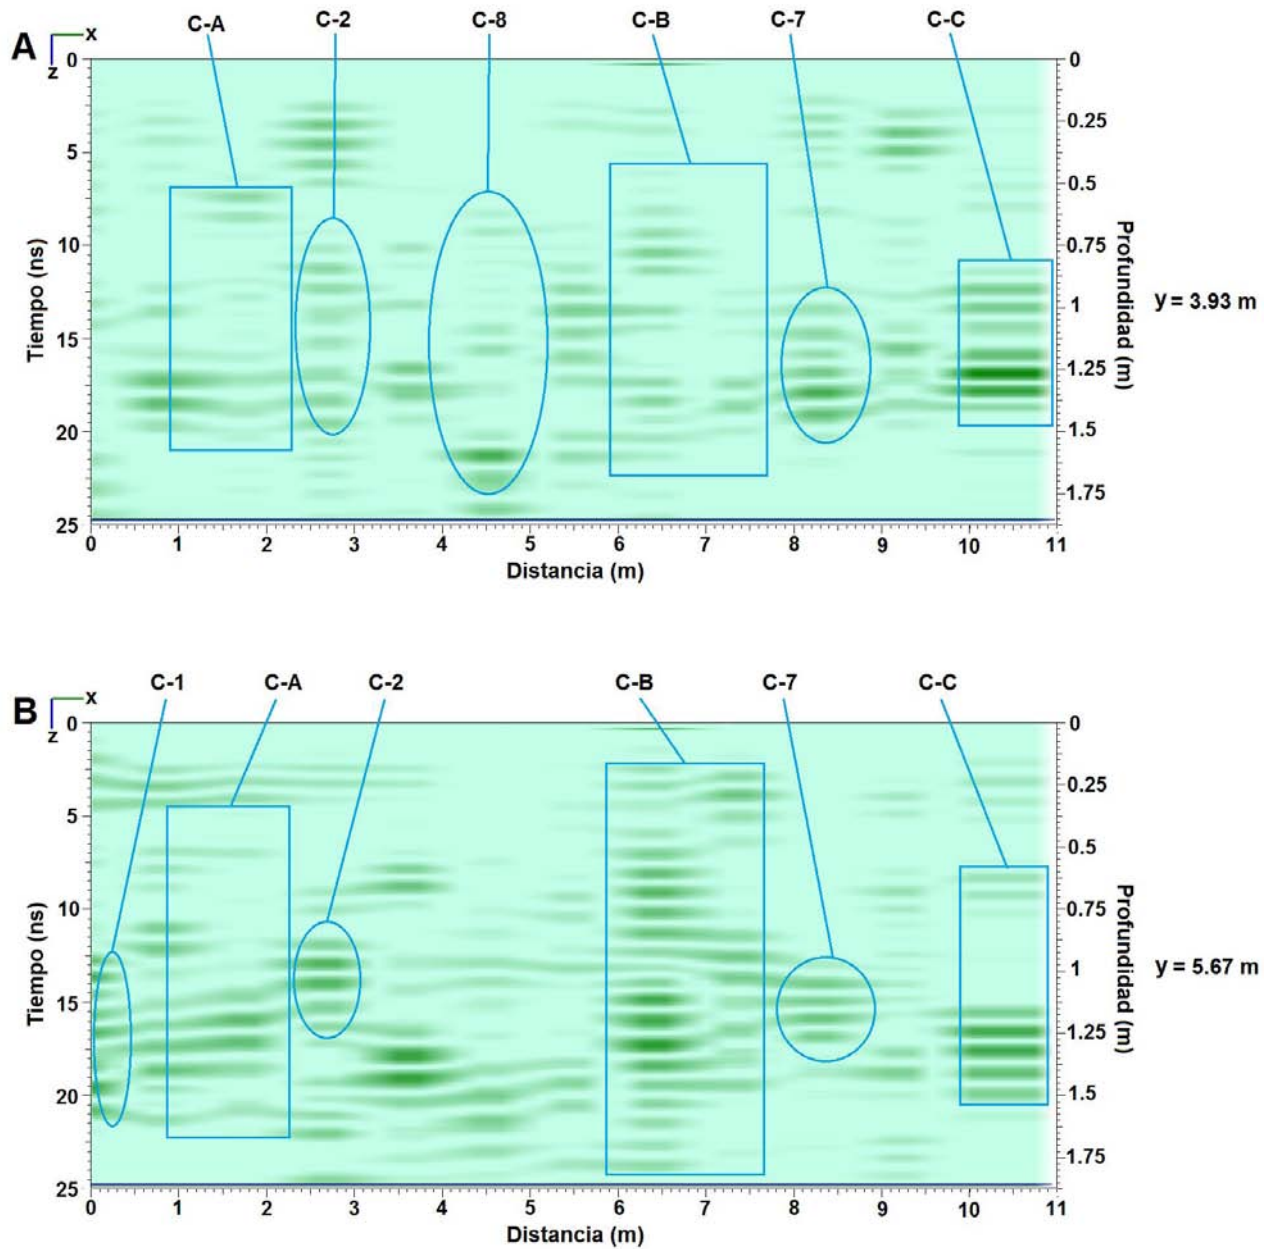 C-A C-2 C-8 C-B C-7 C-C
A x
z
0 0
0.25
5
0.5
10 0.75
1
15
1.25
20 1.5
1.75
25
Tiempo (ns)
Profundidad (m)
y = 3.93 m
0 1 2 3 4 5 6 7 8 9 10 11
Distancia (m)
C-1 C-A C-2 C-B C-7 C-C
B x
z
0 0
0.25
5
0.5
10 0.75
1
15
1.25
20 1.5
1.75
25
Tiempo (ns)
Profundidad (m)
y = 5.67 m
0 1 2 3 4 5 6 7 8 9 10 11
Distancia (m)